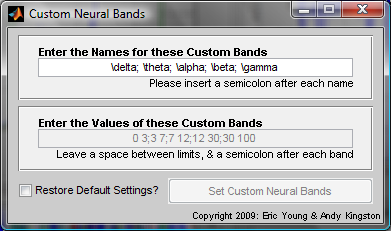 Custom Neural Bands
Enter the Names for these Custom Bands
\delta; \theta; \alpha; \beta; \gamma
Please insert a semicolon after each name
Enter the Values of these Custom Bands
0 3;3 7;7 12;12 30;30 100
Leave a space between limits, & a semicolon after each band
Restore Default Settings?
Set Custom Neural Bands
Copyright 2009: Eric Young & Andy Kingston